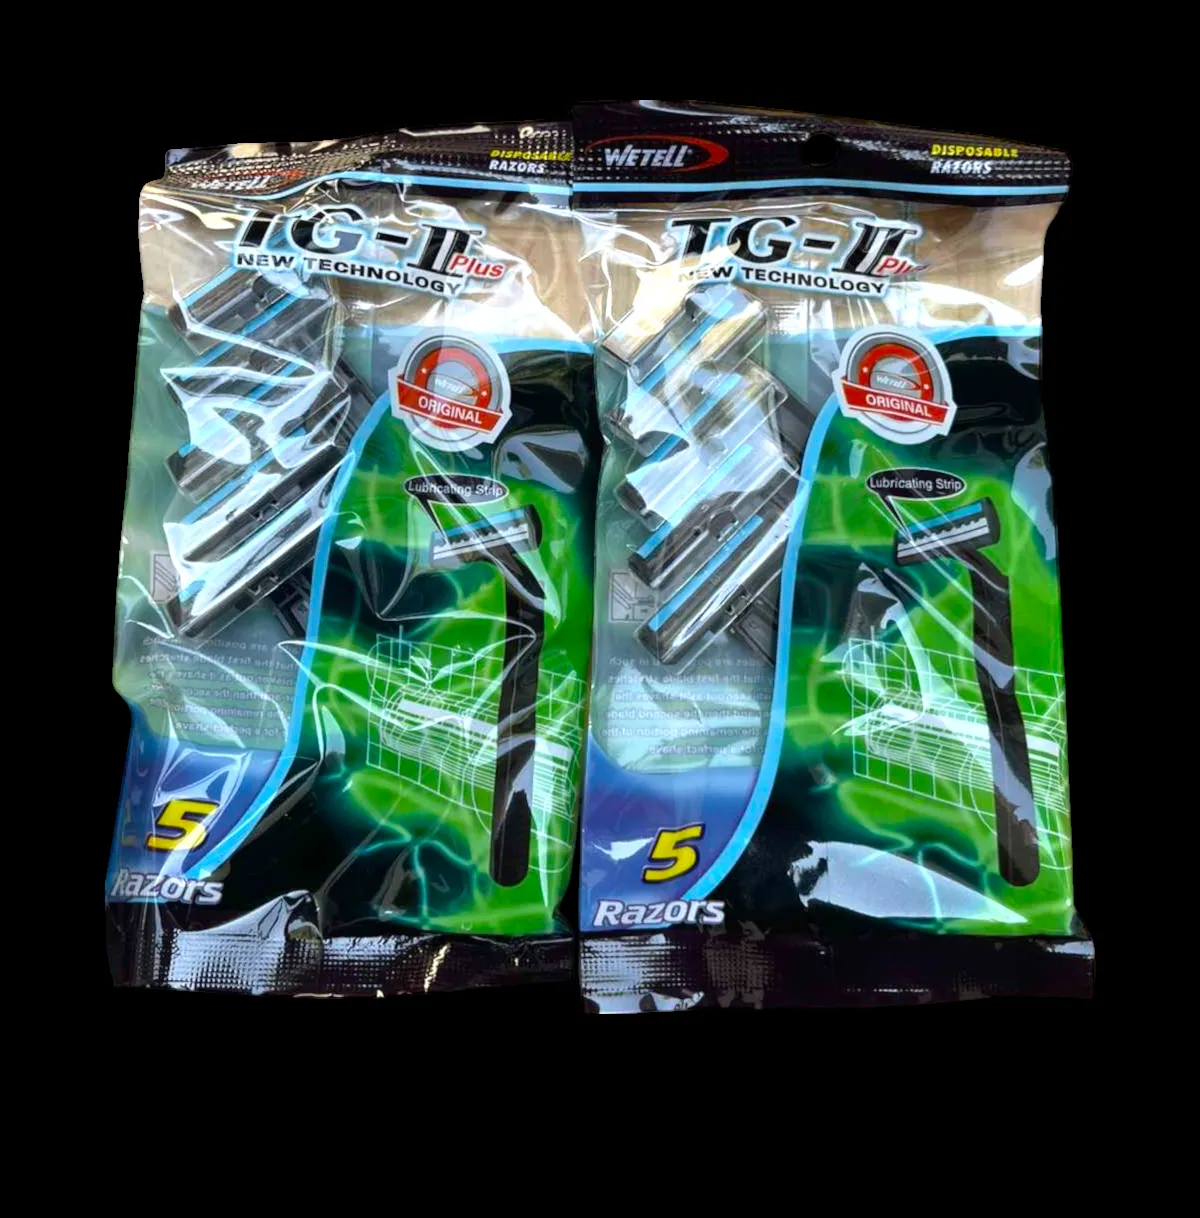 WETELL
DISPOSABLE
RAZORS
TG-II
Plus
NEW TECHNOLOGY
WETELL
ORIGINAL
Lubricating Strip
5
Razors
WETELL
DISPOSABLE
RAZORS
TG-II
Plus
NEW TECHNOLOGY
WETELL
ORIGINAL
Lubricating Strip
5
Razors